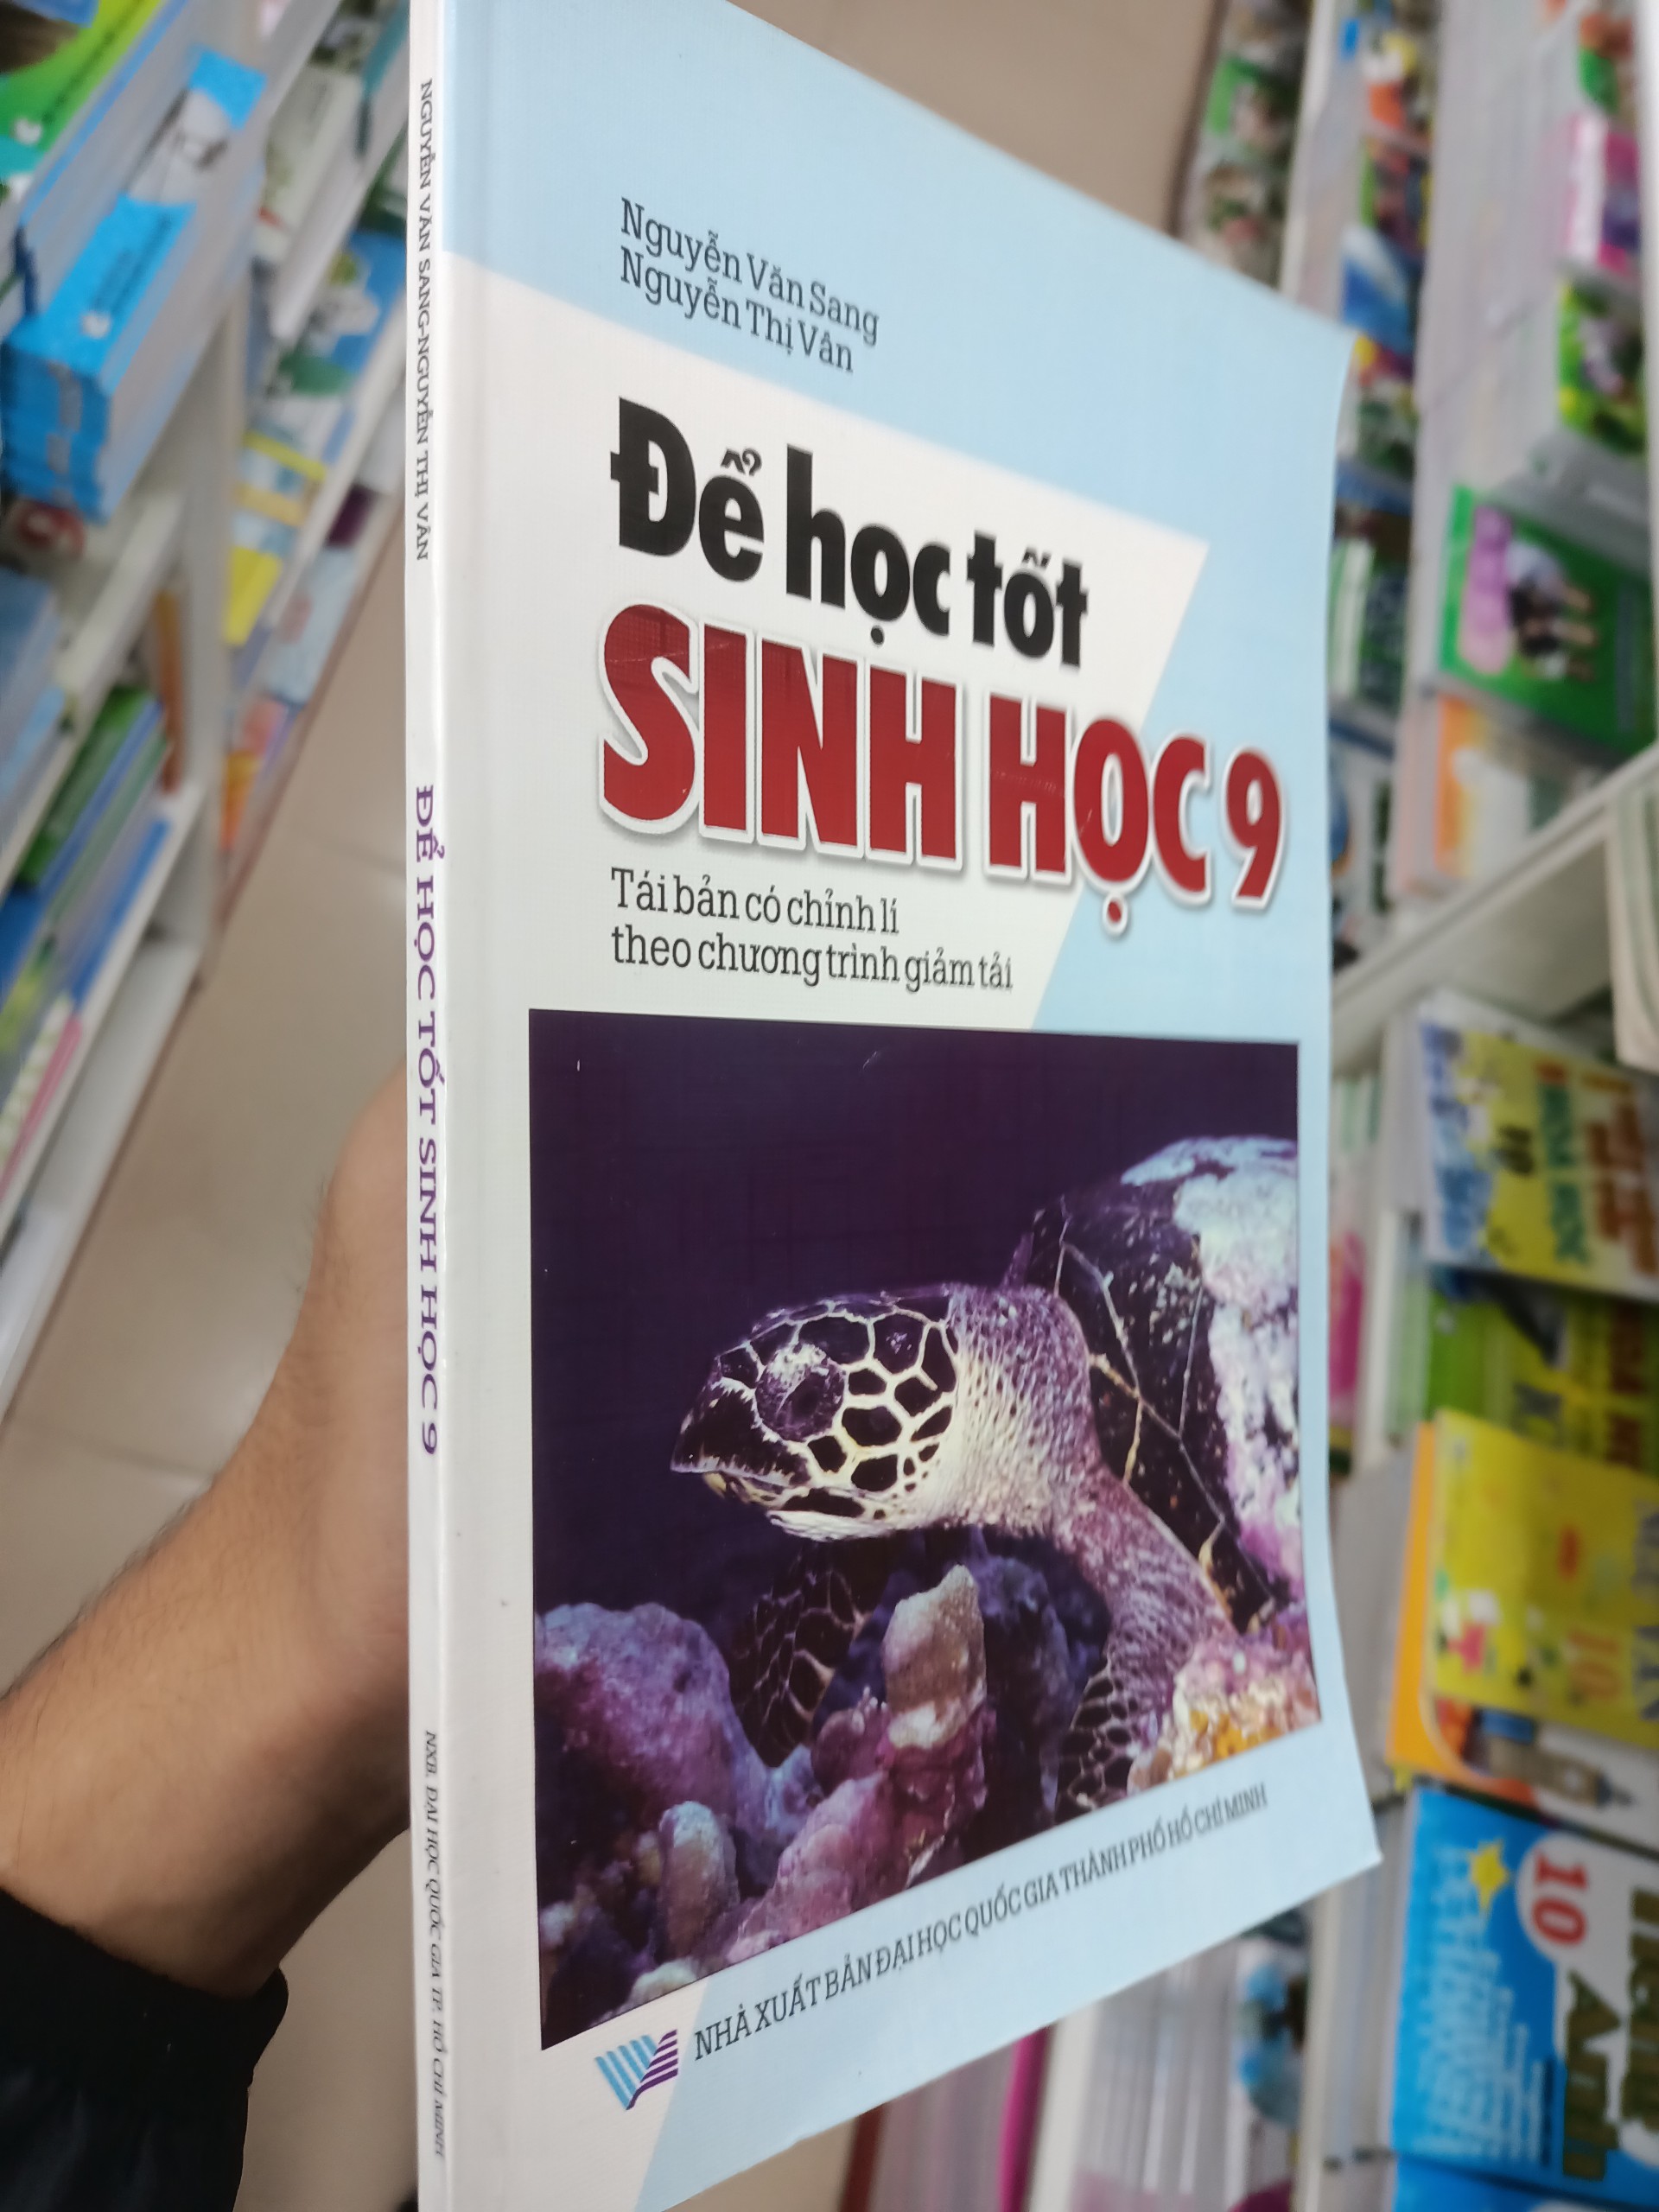 Nguyễn Văn Sang
Nguyễn Thị Vân
Để học tốt
SINH HỌC 9
Tái bản có chỉnh lí
theo chương trình giảm tải
NHÀ XUẤT BẢN ĐẠI HỌC QUỐC GIA THÀNH PHỐ HỒ CHÍ MINH
NGUYỄN VĂN SANG-NGUYỄN THỊ VÂN
ĐỂ HỌC TỐT SINH HỌC 9
NXB. ĐẠI HỌC QUỐC GIA TP. HỒ CHÍ MINH
10